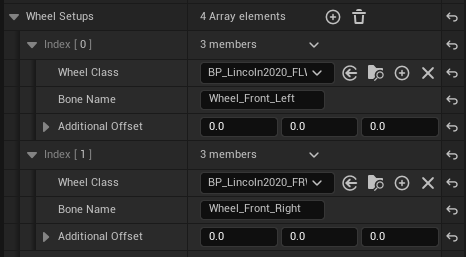 Wheel Setups 4 Array elements
Index [ 0 ] 3 members
Wheel Class BP_Lincoln2020_FL
Bone Name Wheel_Front_Left
Additional Offset 0.0 0.0 0.0
Index [ 1 ] 3 members
Wheel Class BP_Lincoln2020_FR
Bone Name Wheel_Front_Right
Additional Offset 0.0 0.0 0.0